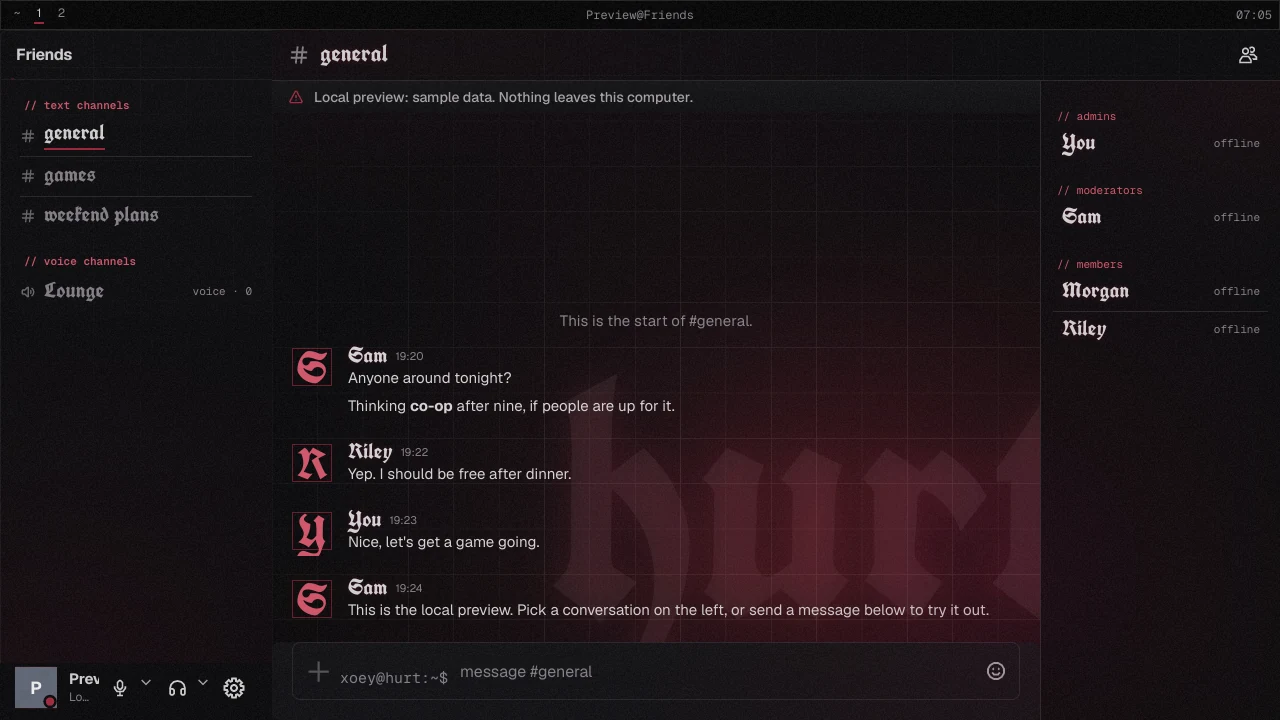 ~ 1 2
Preview@Friends
07:05
Friends
# general
// text channels
# general
# games
# weekend plans
// voice channels
Lounge
voice · 0
Local preview: sample data. Nothing leaves this computer.
This is the start of #general.
S
Sam 19:20
Anyone around tonight?
Thinking co-op after nine, if people are up for it.
R
Riley 19:22
Yep. I should be free after dinner.
Y
You 19:23
Nice, let's get a game going.
S
Sam 19:24
This is the local preview. Pick a conversation on the left, or send a message below to try it out.
hurt
xoey@hurt:~$ message #general
// admins
You offline
// moderators
Sam offline
// members
Morgan offline
Riley offline
P
Prev
Lo…